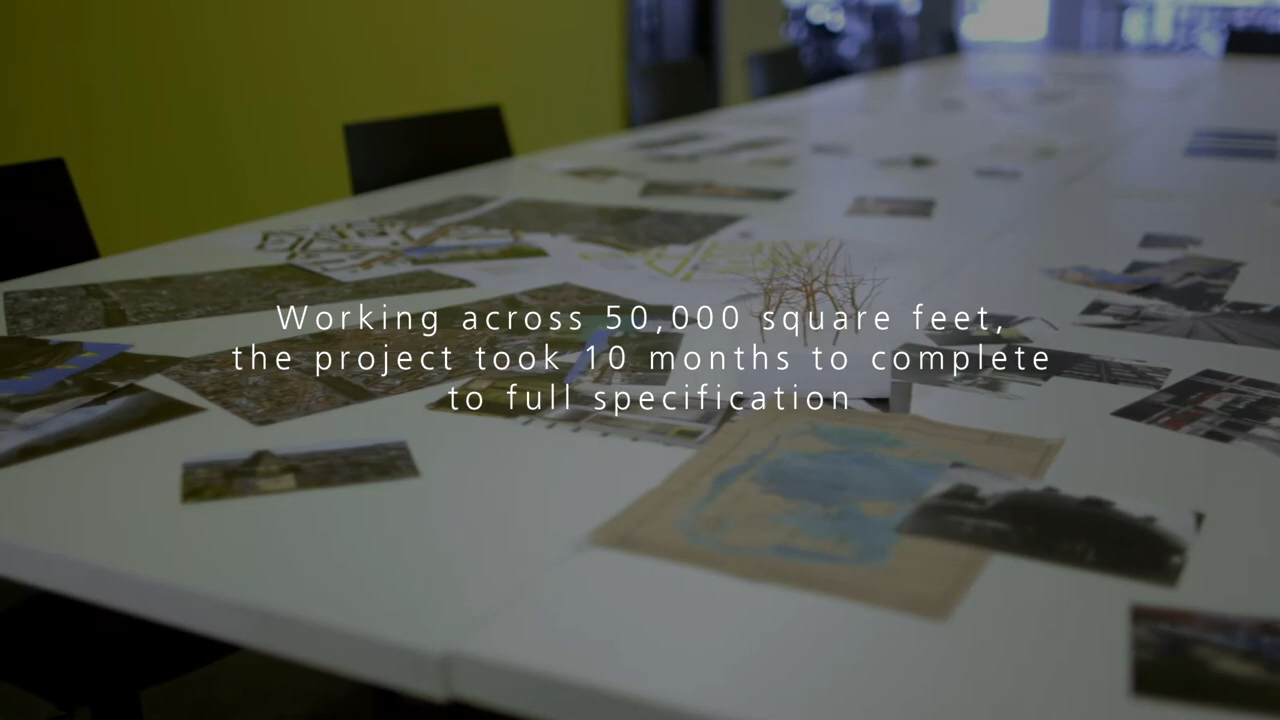 Working across 50,000 square feet,
the project took 10 months to complete
to full specification